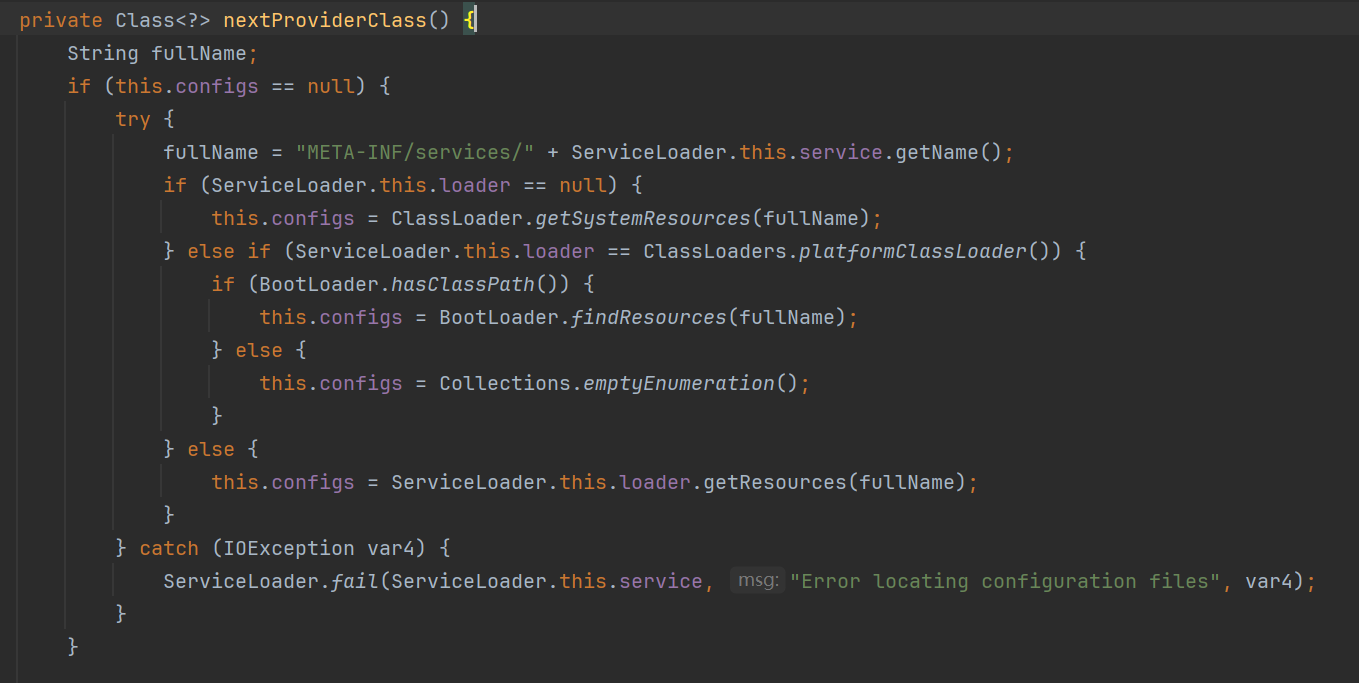 private Class<?> nextProviderClass() {
    String fullName;
    if (this.configs == null) {
        try {
            fullName = "META-INF/services/" + ServiceLoader.this.service.getName();
            if (ServiceLoader.this.loader == null) {
                this.configs = ClassLoader.getSystemResources(fullName);
            } else if (ServiceLoader.this.loader == ClassLoaders.platformClassLoader()) {
                if (BootLoader.hasClassPath()) {
                    this.configs = BootLoader.findResources(fullName);
                } else {
                    this.configs = Collections.emptyEnumeration();
                }
            } else {
                this.configs = ServiceLoader.this.loader.getResources(fullName);
            }
        } catch (IOException var4) {
            ServiceLoader.fail(ServiceLoader.this.service, msg: "Error locating configuration files", var4);
        }
    }